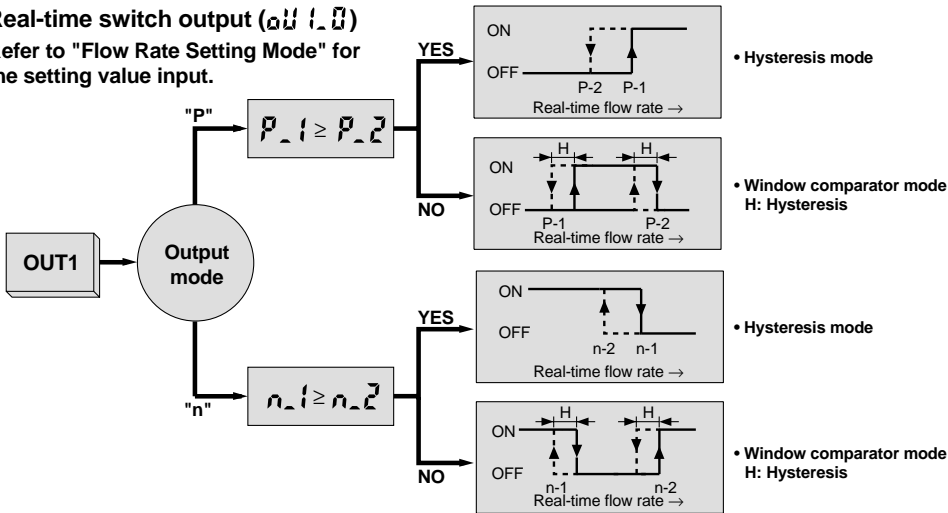 Real-time switch output (oU1_0)
Refer to "Flow Rate Setting Mode" for
the setting value input.
OUT1
Output
mode
"P"
P_1 ≥ P_2
YES
ON
OFF
P-2 P-1
Real-time flow rate →
• Hysteresis mode
NO
H H
ON
OFF
P-1 P-2
Real-time flow rate →
• Window comparator mode
H: Hysteresis
"n"
n_1 ≥ n_2
YES
ON
OFF
n-2 n-1
Real-time flow rate →
• Hysteresis mode
NO
H H
ON
OFF
n-1 n-2
Real-time flow rate →
• Window comparator mode
H: Hysteresis